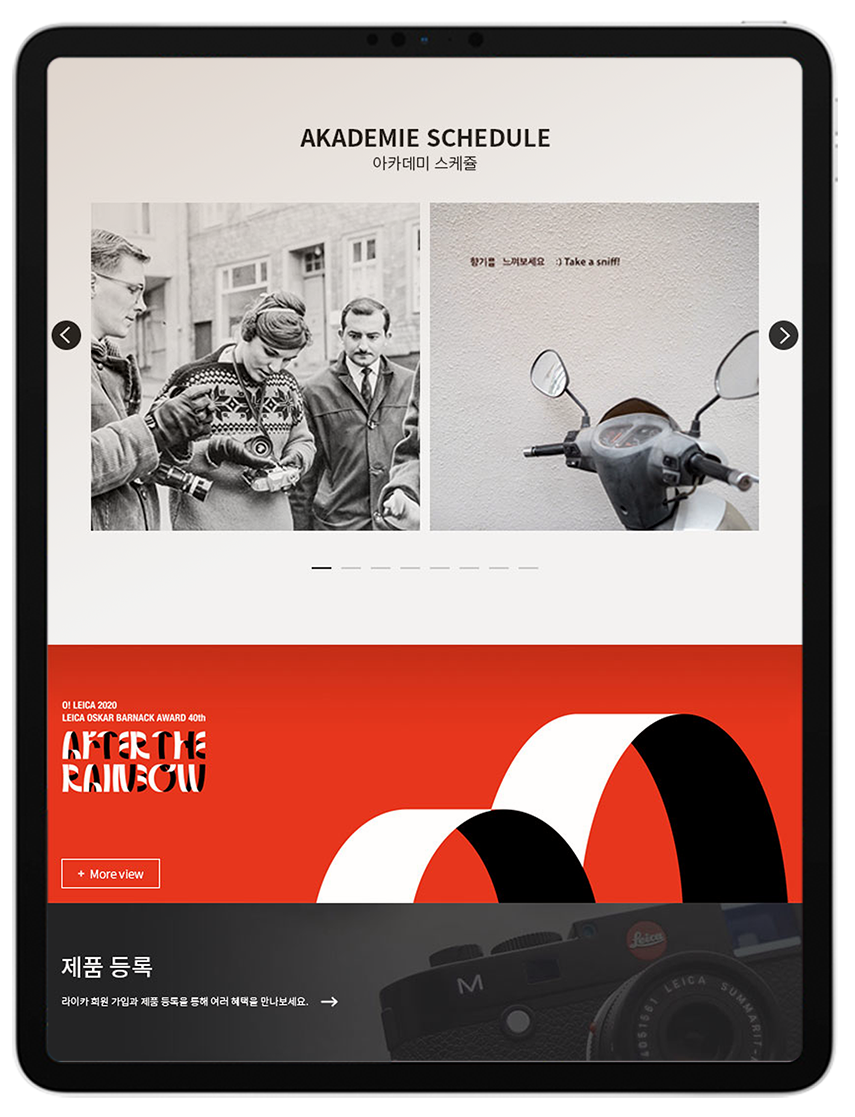 AKADEMIE SCHEDULE
아카데미 스케쥴
향기를 느껴보세요 :) Take a sniff!
O! LEICA 2020
LEICA OSKAR BARNACK AWARD 40th
AFTER THE
RAINBOW
+ More view
제품 등록
라이카 회원 가입과 제품 등록을 통해 여러 혜택을 만나보세요. →
M
Leica
4051561 LEICA SUMMARIT-